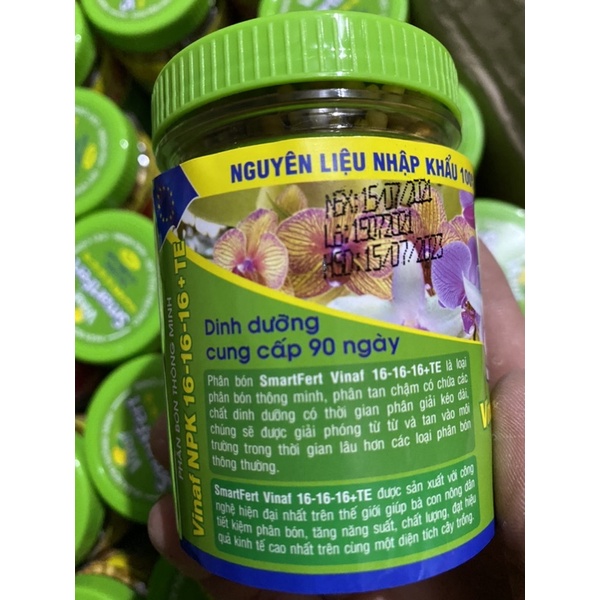 NGUYÊN LIỆU NHẬP KHẨU 100%
NSX:15/07/2021
LÔ:15072021
HSD:15/07/2023
Dinh dưỡng
cung cấp 90 ngày
Phân bón SmartFert Vinaf 16-16-16+TE là loại
phân bón thông minh, phân tan chậm có chứa các
chất dinh dưỡng có thời gian phân giải kéo dài,
chúng sẽ được giải phóng từ từ và tan vào môi
trường trong thời gian lâu hơn các loại phân bón
thông thường.
SmartFert Vinaf 16-16-16+TE được sản xuất với công
nghệ hiện đại nhất trên thế giới giúp bà con nông dân
tiết kiệm phân bón, tăng năng suất, chất lượng, đạt hiệu
quả kinh tế cao nhất trên cùng một diện tích cây trồng.
PHÂN BÓN THÔNG MINH
Vinaf NPK 16-16-16+TE
SmartFert